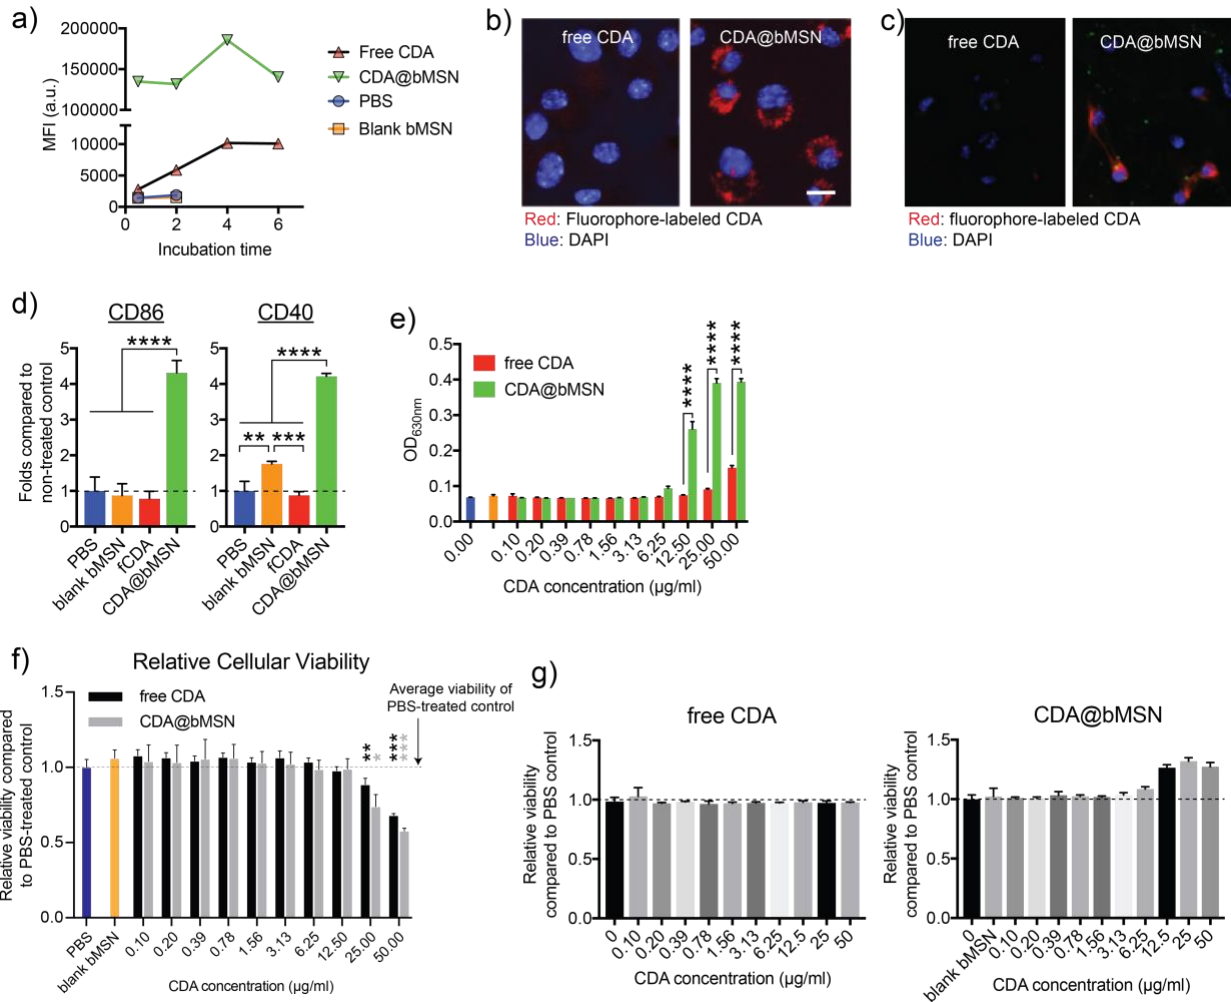 a)
MFI (a.u.)
200000
150000
100000
10000
5000
0
0
2
4
6
Incubation time
Free CDA
CDA@bMSN
PBS
Blank bMSN
b)
free CDA
CDA@bMSN
Red: Fluorophore-labeled CDA
Blue: DAPI
c)
free CDA
CDA@bMSN
Red: fluorophore-labeled CDA
Blue: DAPI
d)
CD86
Folds compared to
non-treated control
5
4
3
2
1
0
****
PBS
blank bMSN
fCDA
CDA@bMSN
CD40
5
4
3
2
1
0
****
** ***
PBS
blank bMSN
fCDA
CDA@bMSN
e)
OD630nm
0.5
0.4
0.3
0.2
0.1
0.0
free CDA
CDA@bMSN
****
****
****
0.00
0.10
0.20
0.39
0.78
1.56
3.13
6.25
12.50
25.00
50.00
CDA concentration (μg/ml)
f)
Relative Cellular Viability
Relative viability compared
to PBS-treated control
1.5
1.0
0.5
0.0
free CDA
CDA@bMSN
Average viability of
PBS-treated control
**
*
***
***
PBS
blank bMSN
0.10
0.20
0.39
0.78
1.56
3.13
6.25
12.50
25.00
50.00
CDA concentration (μg/ml)
g)
free CDA
Relative viability
compared to PBS control
1.5
1.0
0.5
0.0
0
0.10
0.20
0.39
0.78
1.56
3.13
6.25
12.5
25
50
CDA concentration (μg/ml)
CDA@bMSN
Relative viability
compared to PBS control
1.5
1.0
0.5
0.0
0
blank bMSN
0.10
0.20
0.39
0.78
1.56
3.13
6.25
12.5
25
50
CDA concentration (μg/ml)